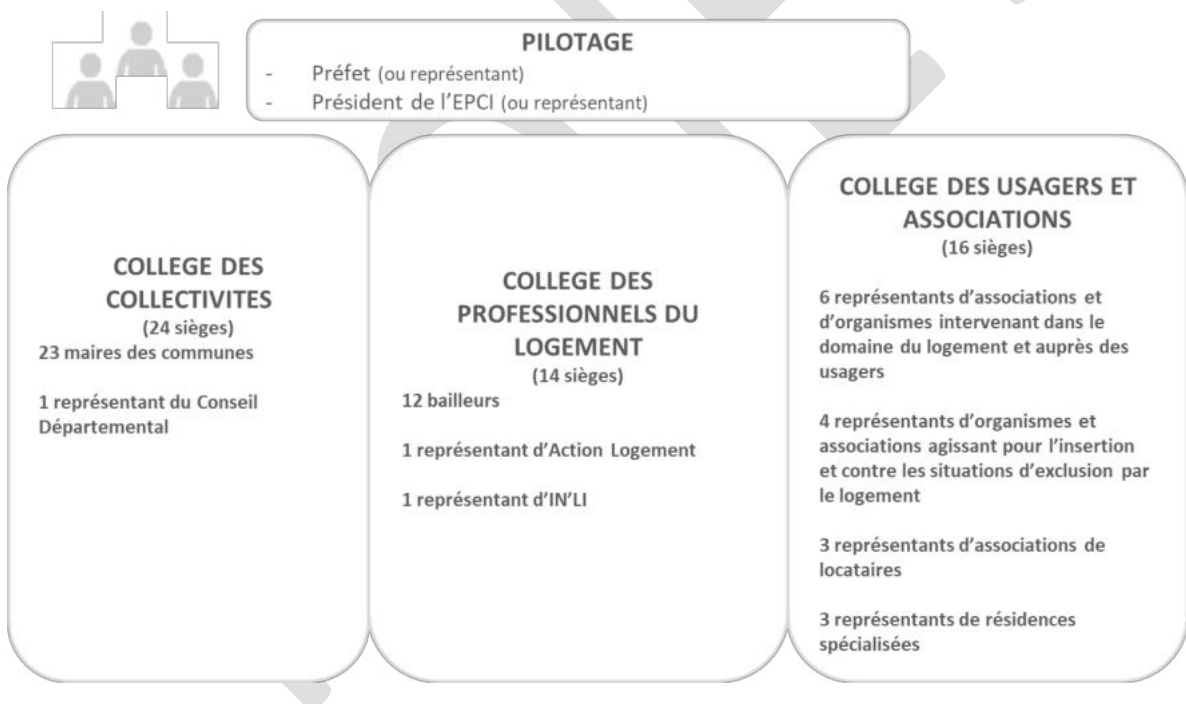 PILOTAGE
- Préfet (ou représentant)
- Président de l’EPCI (ou représentant)
COLLEGE DES
COLLECTIVITES
(24 sièges)
23 maires des communes
1 représentant du Conseil
Départemental
COLLEGE DES
PROFESSIONNELS DU
LOGEMENT
(14 sièges)
12 bailleurs
1 représentant d’Action Logement
1 représentant d’IN’LI
COLLEGE DES USAGERS ET
ASSOCIATIONS
(16 sièges)
6 représentants d’associations et
d’organismes intervenant dans le
domaine du logement et auprès des
usagers
4 représentants d’organismes et
associations agissant pour l’insertion
et contre les situations d’exclusion par
le logement
3 représentants d’associations de
locataires
3 représentants de résidences
spécialisées